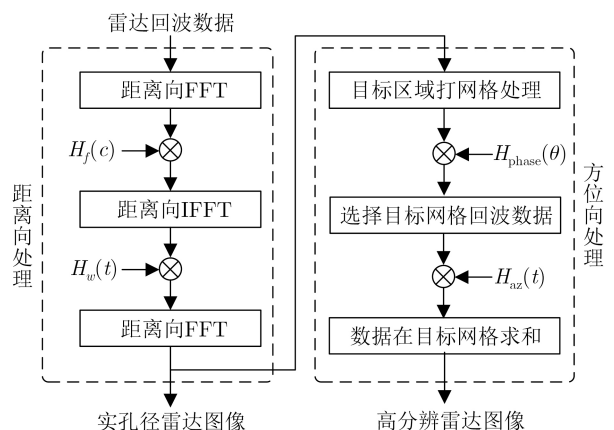 雷达回波数据
距离向FFT
H_f(c)
距离向IFFT
H_w(t)
距离向FFT
距离向处理
实孔径雷达图像
目标区域打网格处理
H_phase(θ)
选择目标网格回波数据
H_az(t)
数据在目标网格求和
方位向处理
高分辨雷达图像